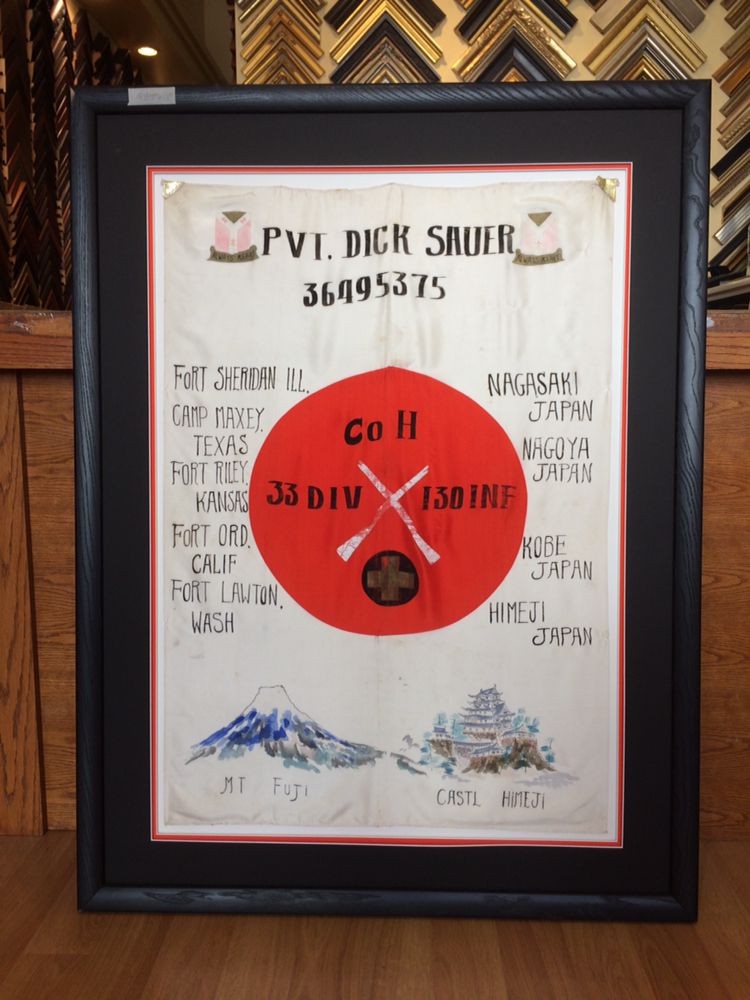 PVT. DICK SAUER
36495375
FORT SHERIDAN ILL.
CAMP MAXEY,
TEXAS
FORT RILEY,
KANSAS
FORT ORD,
CALIF
FORT LAWTON,
WASH
Co H
33 DIV 130 INF
NAGASAKI
JAPAN
NAGOYA
JAPAN
KOBE
JAPAN
HIMEJI
JAPAN
MT FUJI
CASTL HIMEJI